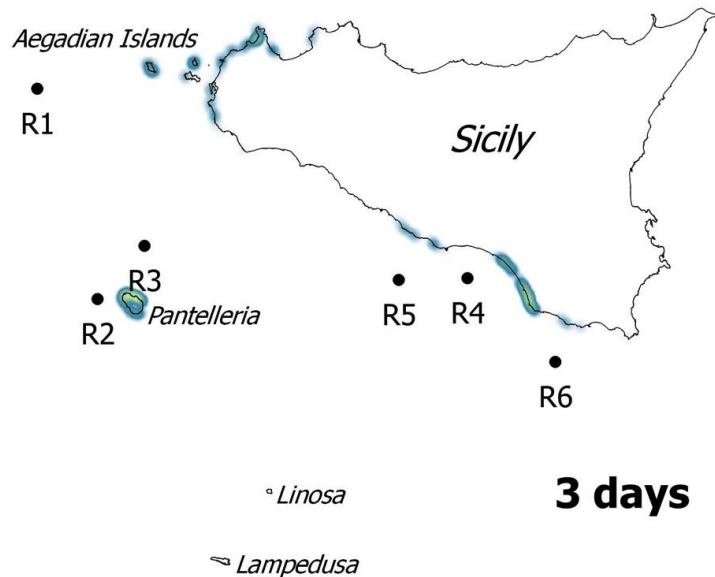 Aegadian Islands
R1
Sicily
R3
R2
Pantelleria
R5
R4
R6
Linosa
3 days
Lampedusa